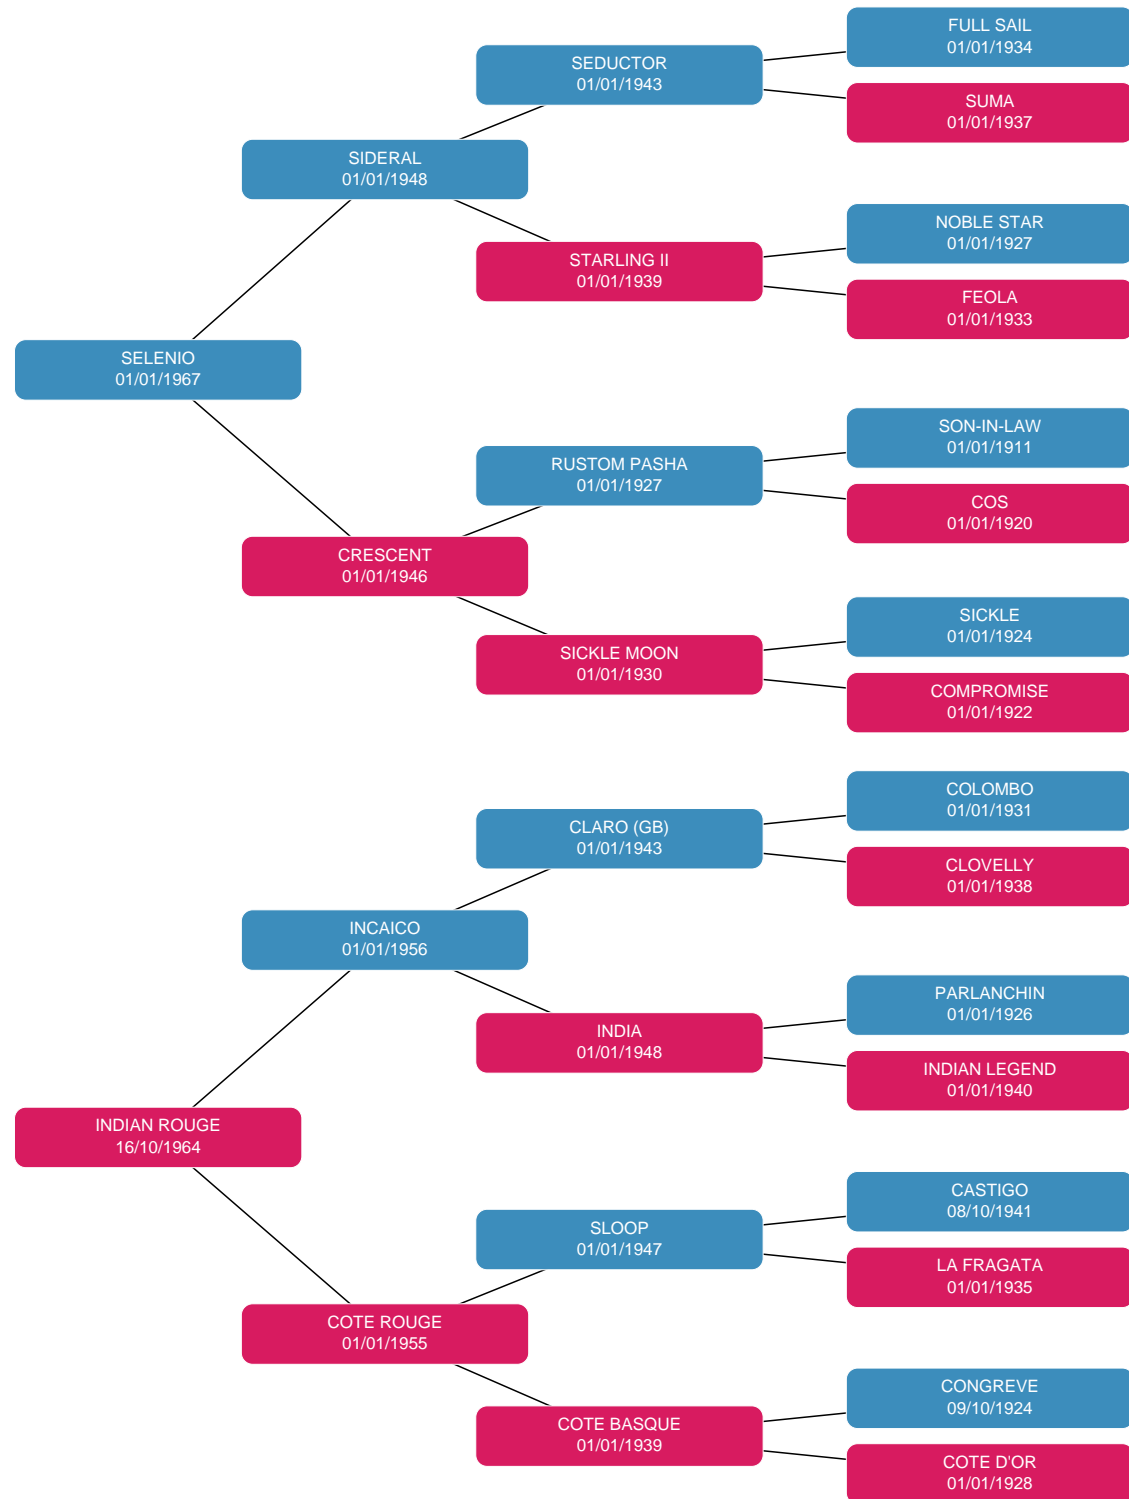 FULL SAIL
01/01/1934
SEDUCTOR
01/01/1943
SUMA
01/01/1937
SIDERAL
01/01/1948
NOBLE STAR
01/01/1927
STARLING II
01/01/1939
FEOLA
01/01/1933
SELENIO
01/01/1967
SON-IN-LAW
01/01/1911
RUSTOM PASHA
01/01/1927
COS
01/01/1920
CRESCENT
01/01/1946
SICKLE
01/01/1924
SICKLE MOON
01/01/1930
COMPROMISE
01/01/1922
COLOMBO
01/01/1931
CLARO (GB)
01/01/1943
CLOVELLY
01/01/1938
INCAICO
01/01/1956
PARLANCHIN
01/01/1926
INDIA
01/01/1948
INDIAN LEGEND
01/01/1940
INDIAN ROUGE
16/10/1964
CASTIGO
08/10/1941
SLOOP
01/01/1947
LA FRAGATA
01/01/1935
COTE ROUGE
01/01/1955
CONGREVE
09/10/1924
COTE BASQUE
01/01/1939
COTE D'OR
01/01/1928